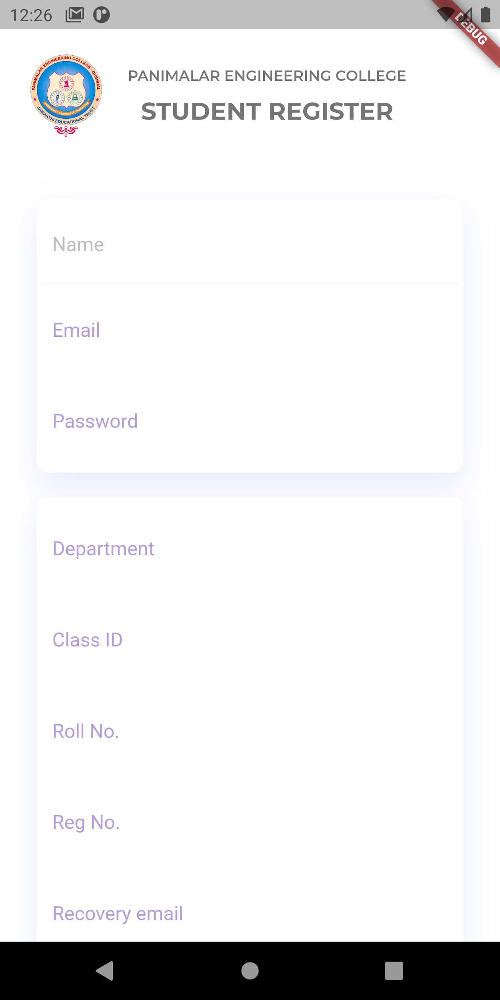 12:26
DEBUG
PANIMALAR ENGINEERING COLLEGE - CHENNAI.
PROSPERITY ENDURANCE CHARACTER
JAISAKTHI EDUCATIONAL TRUST
PANIMALAR ENGINEERING COLLEGE
STUDENT REGISTER
Name
Email
Password
Department
Class ID
Roll No.
Reg No.
Recovery email